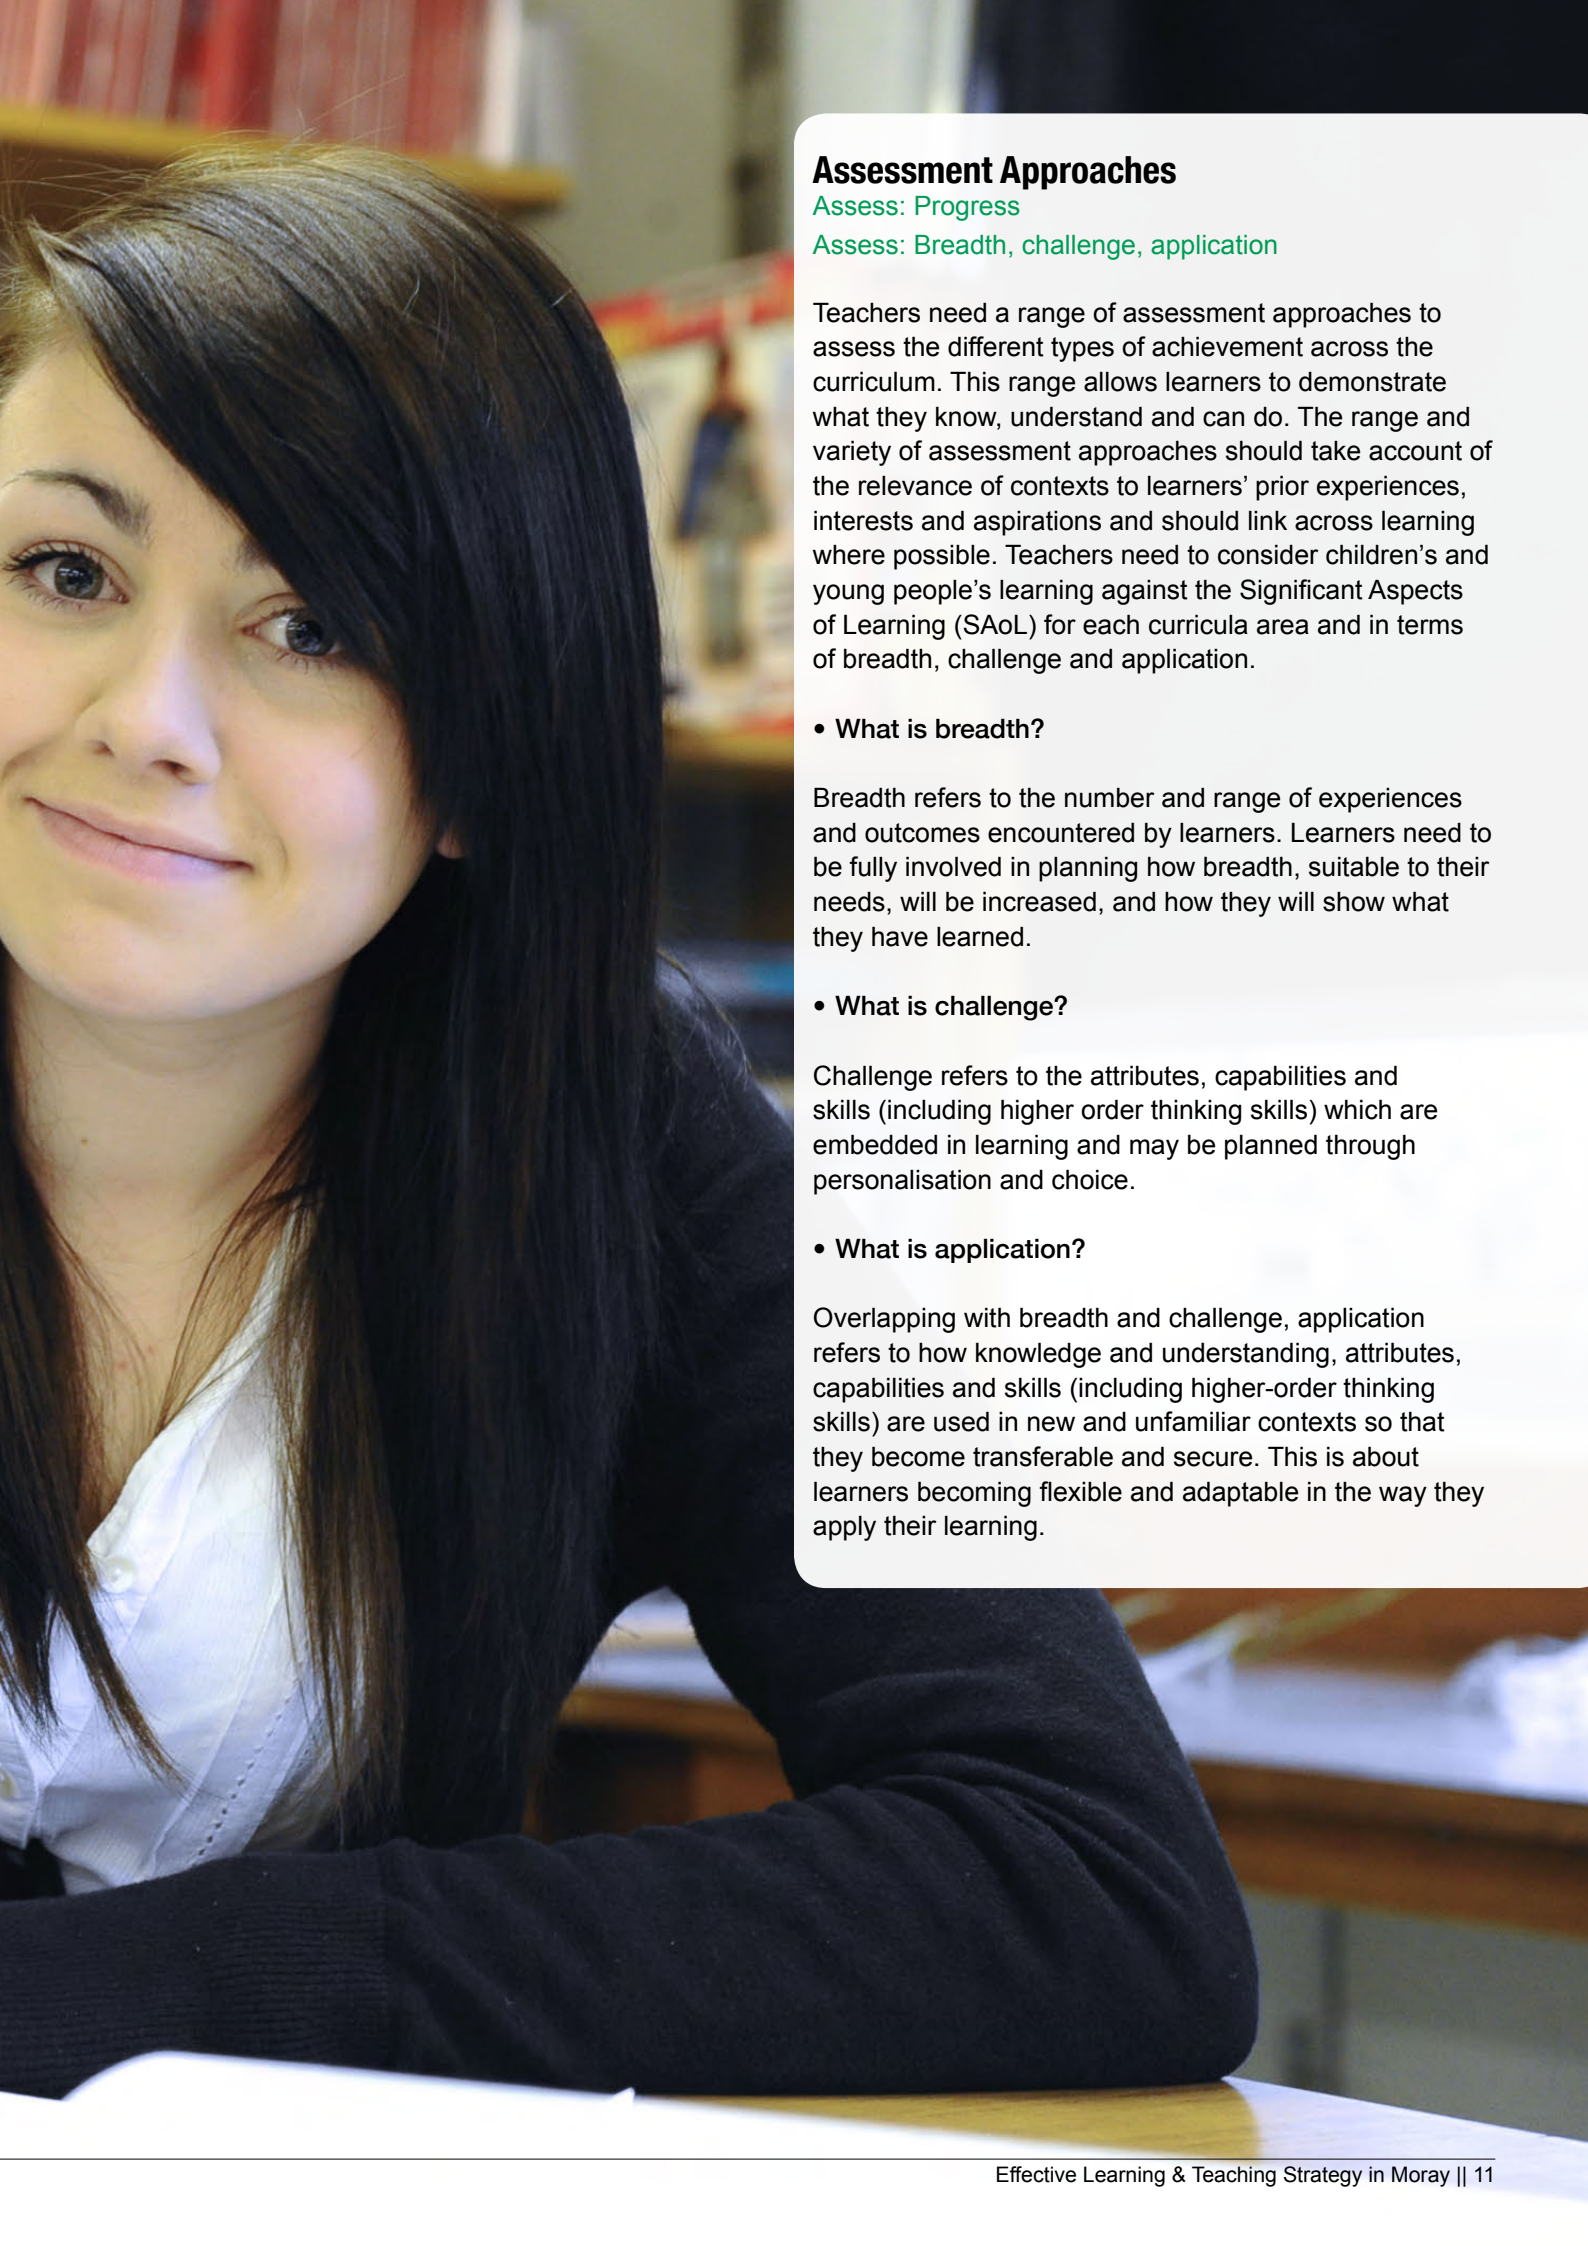 Assessment Approaches
Assess: Progress
Assess: Breadth, challenge, application
Teachers need a range of assessment approaches to
assess the different types of achievement across the
curriculum. This range allows learners to demonstrate
what they know, understand and can do. The range and
variety of assessment approaches should take account of
the relevance of contexts to learners’ prior experiences,
interests and aspirations and should link across learning
where possible. Teachers need to consider children’s and
young people’s learning against the Significant Aspects
of Learning (SAoL) for each curricula area and in terms
of breadth, challenge and application.
• What is breadth?
Breadth refers to the number and range of experiences
and outcomes encountered by learners. Learners need to
be fully involved in planning how breadth, suitable to their
needs, will be increased, and how they will show what
they have learned.
• What is challenge?
Challenge refers to the attributes, capabilities and
skills (including higher order thinking skills) which are
embedded in learning and may be planned through
personalisation and choice.
• What is application?
Overlapping with breadth and challenge, application
refers to how knowledge and understanding, attributes,
capabilities and skills (including higher-order thinking
skills) are used in new and unfamiliar contexts so that
they become transferable and secure. This is about
learners becoming flexible and adaptable in the way they
apply their learning.
Effective Learning & Teaching Strategy in Moray || 11